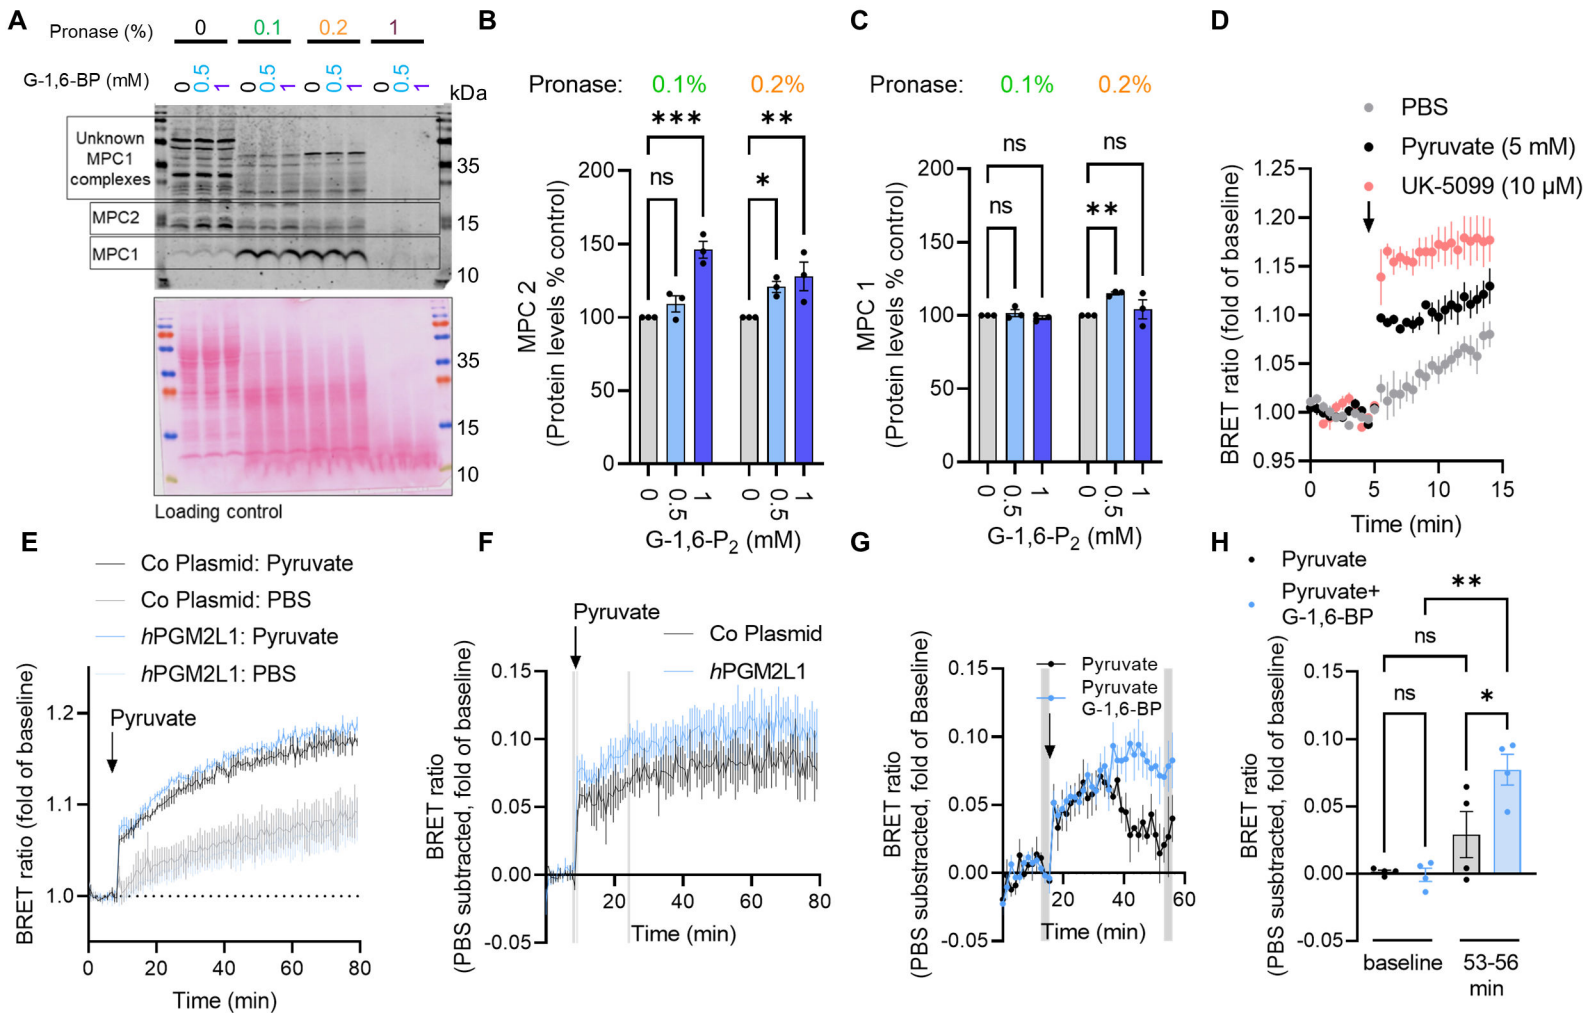 A
Pronase (%)
0
0.1
0.2
1
G-1,6-BP (mM)
0
0.5
1
0
0.5
1
0
0.5
1
0
0.5
1
kDa
Unknown
MPC1
complexes
MPC2
MPC1
35
15
10
35
15
10
Loading control
B
Pronase:
0.1%
0.2%
***
**
ns
*
200
150
100
50
0
MPC 2
(Protein levels % control)
0
0.5
1
0
0.5
1
G-1,6-P2 (mM)
C
Pronase:
0.1%
0.2%
ns
ns
ns
**
200
150
100
50
0
MPC 1
(Protein levels % control)
0
0.5
1
0
0.5
1
G-1,6-P2 (mM)
D
PBS
Pyruvate (5 mM)
UK-5099 (10 µM)
1.25
1.20
1.15
1.10
1.05
1.00
0.95
BRET ratio (fold of baseline)
0
5
10
15
Time (min)
E
Co Plasmid: Pyruvate
Co Plasmid: PBS
hPGM2L1: Pyruvate
hPGM2L1: PBS
Pyruvate
1.2
1.1
1.0
BRET ratio (fold of baseline)
0
20
40
60
80
Time (min)
F
Pyruvate
Co Plasmid
hPGM2L1
0.15
0.10
0.05
0.00
-0.05
BRET ratio
(PBS subtracted, fold of baseline)
20
40
60
80
Time (min)
G
Pyruvate
Pyruvate
G-1,6-BP
0.15
0.10
0.05
0.00
-0.05
BRET ratio
(PBS substracted, fold of Baseline)
20
40
60
Time (min)
H
Pyruvate
Pyruvate+
G-1,6-BP
**
ns
ns
*
0.15
0.10
0.05
0.00
-0.05
BRET ratio
(PBS subtracted, fold of baseline)
baseline
53-56
min